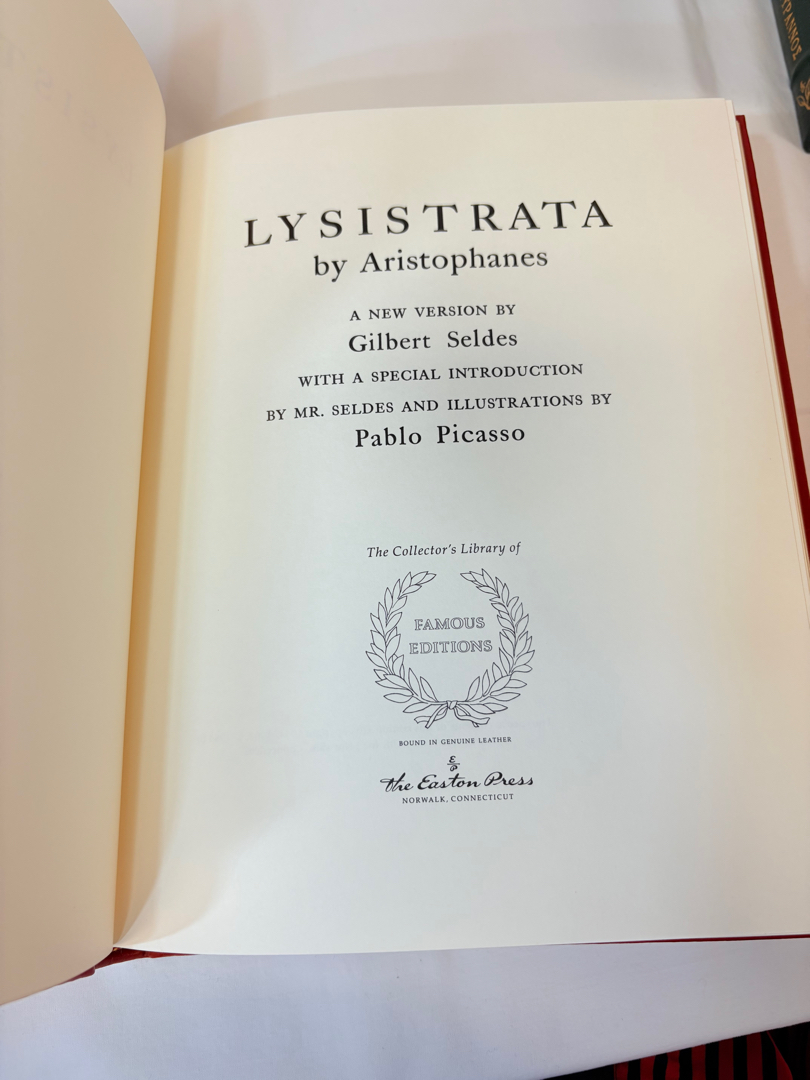 LYSISTRATA
by Aristophanes
A NEW VERSION BY
Gilbert Seldes
WITH A SPECIAL INTRODUCTION
BY MR. SELDES AND ILLUSTRATIONS BY
Pablo Picasso
The Collector's Library of
FAMOUS
EDITIONS
BOUND IN GENUINE LEATHER
E
P
the Easton Press
NORWALK, CONNECTICUT